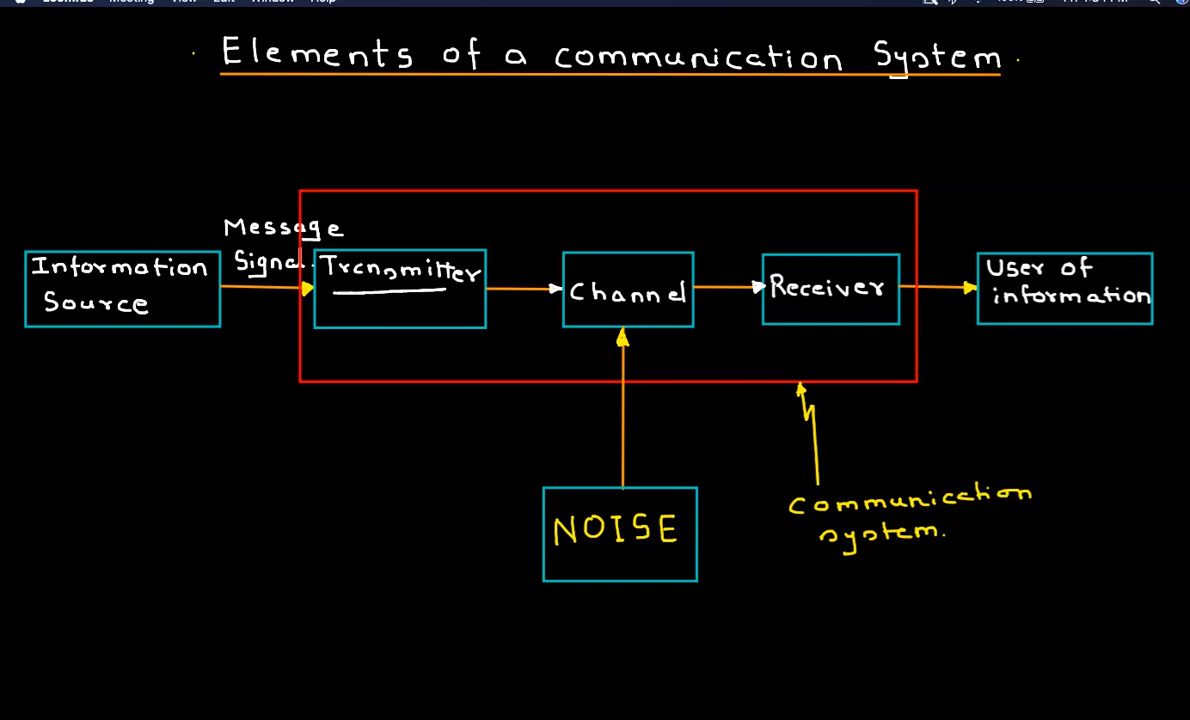 Elements of a communication System
Message
Signal.
Information
Source
Transmitter
Channel
Receiver
User of
information
NOISE
Communication
system.